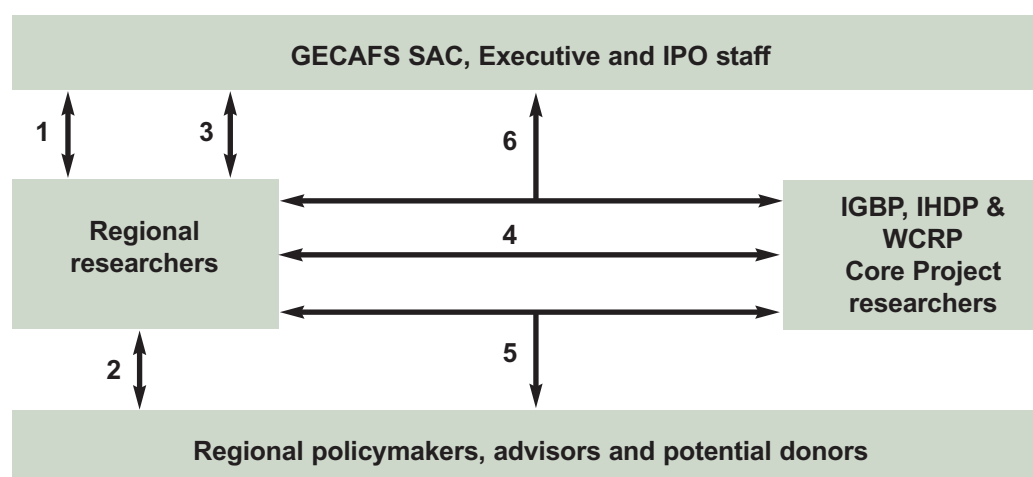 GECAFS SAC, Executive and IPO staff
1
3
6
Regional
researchers
4
IGBP, IHDP &
WCRP
Core Project
researchers
2
5
Regional policymakers, advisors and potential donors